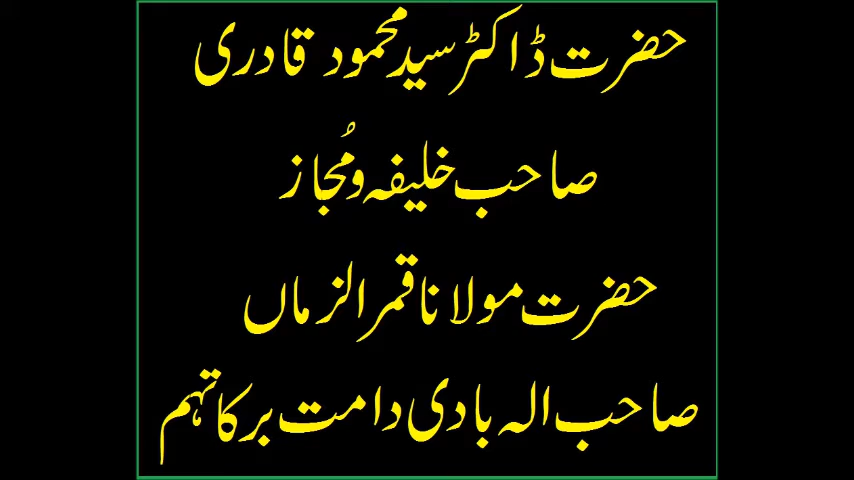 حضرت ڈاکٹر سید محمود قادری
صاحب خلیفہ و مُجاز
حضرت مولانا قمر الزماں
صاحب الہ بادی دامت برکاتہم